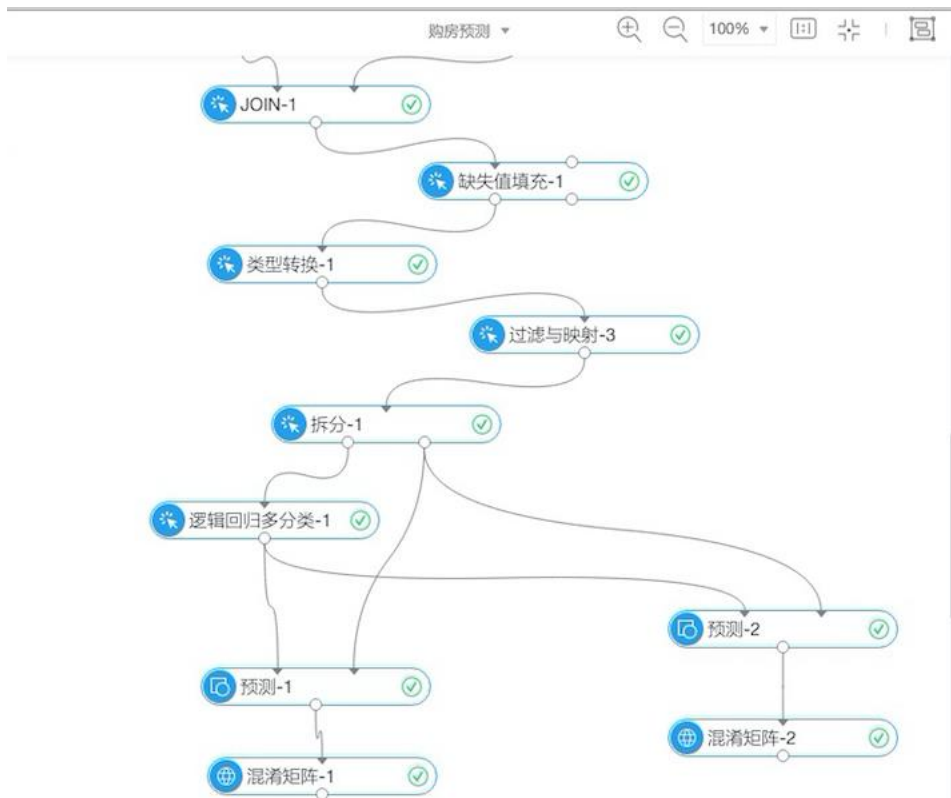 购房预测
100%
JOIN-1
缺失值填充-1
类型转换-1
过滤与映射-3
拆分-1
逻辑回归多分类-1
预测-2
预测-1
混淆矩阵-2
混淆矩阵-1